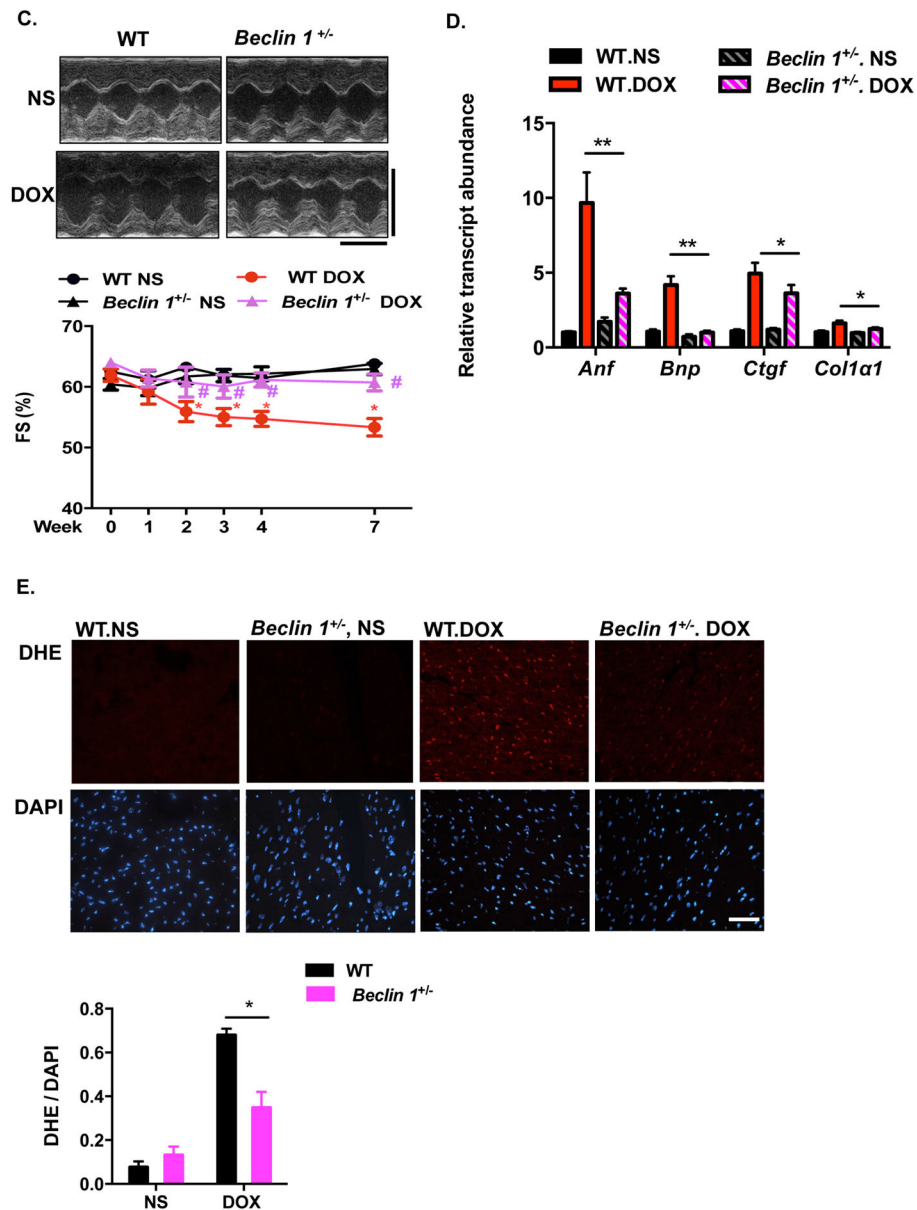 C.
WT Beclin 1+/-
NS
DOX
WT NS WT DOX
Beclin 1+/- NS Beclin 1+/- DOX
70
60
50
40
FS (%)
# # # #
* * * *
Week 0 1 2 3 4 7
D.
WT.NS Beclin 1+/-. NS
WT.DOX Beclin 1+/-. DOX
Relative transcript abundance
15
10
5
0
** ** * *
Anf Bnp Ctgf Col1α1
E.
WT.NS Beclin 1+/-, NS WT.DOX Beclin 1+/-. DOX
DHE
DAPI
WT
Beclin 1+/-
DHE / DAPI
0.8
0.6
0.4
0.2
0.0
*
NS DOX